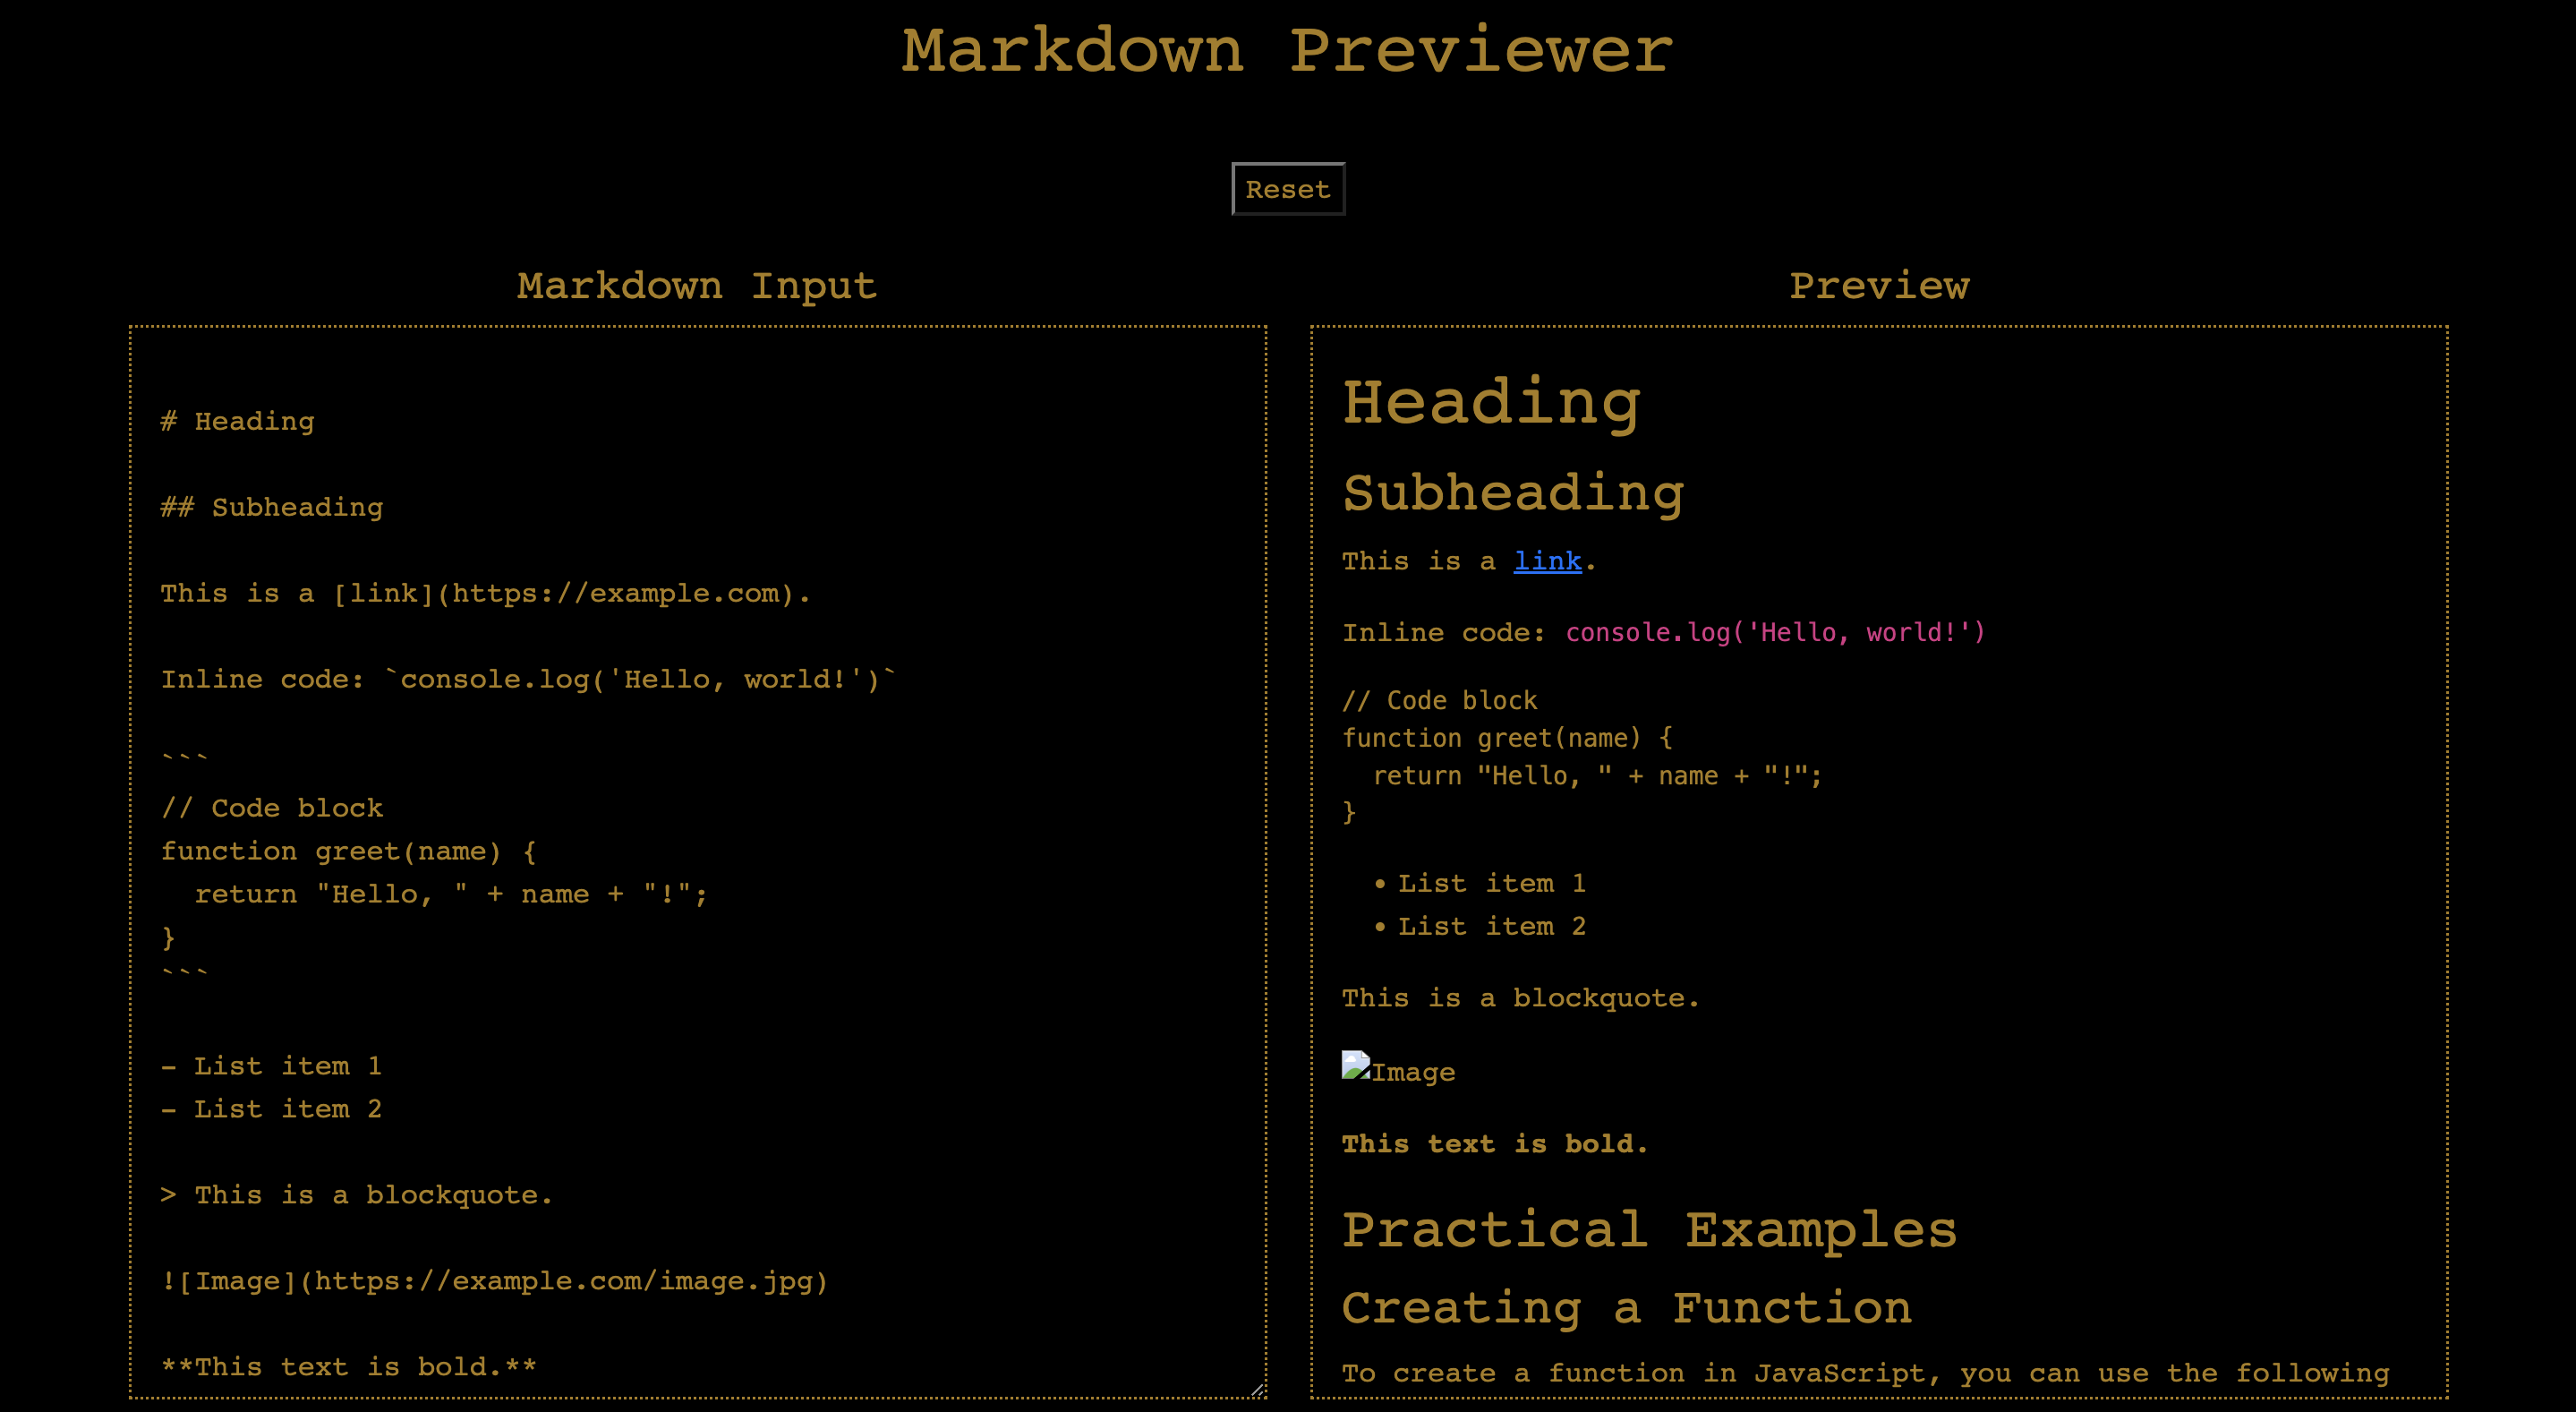 Markdown Previewer
Reset
Markdown Input
# Heading
## Subheading
This is a [link](https://example.com).
Inline code: `console.log('Hello, world!')`
```
// Code block
function greet(name) {
  return "Hello, " + name + "!";
}
```
- List item 1
- List item 2
> This is a blockquote.
![Image](https://example.com/image.jpg)
**This text is bold.**
Preview
Heading
Subheading
This is a link.
Inline code: console.log('Hello, world!')
// Code block
function greet(name) {
  return "Hello, " + name + "!";
}
• List item 1
• List item 2
This is a blockquote.
Image
This text is bold.
Practical Examples
Creating a Function
To create a function in JavaScript, you can use the following